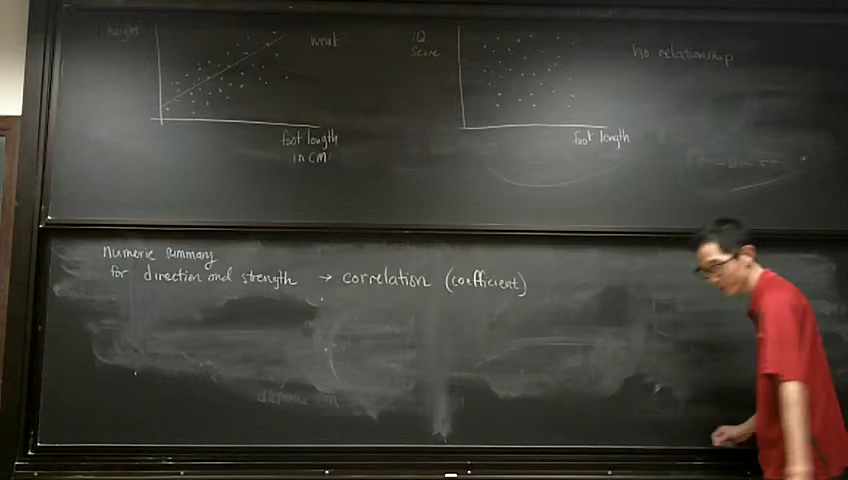 height
weak
foot length
in CM
IQ
Score
no relationship
foot length
numeric summary
for direction and strength → correlation (coefficient)